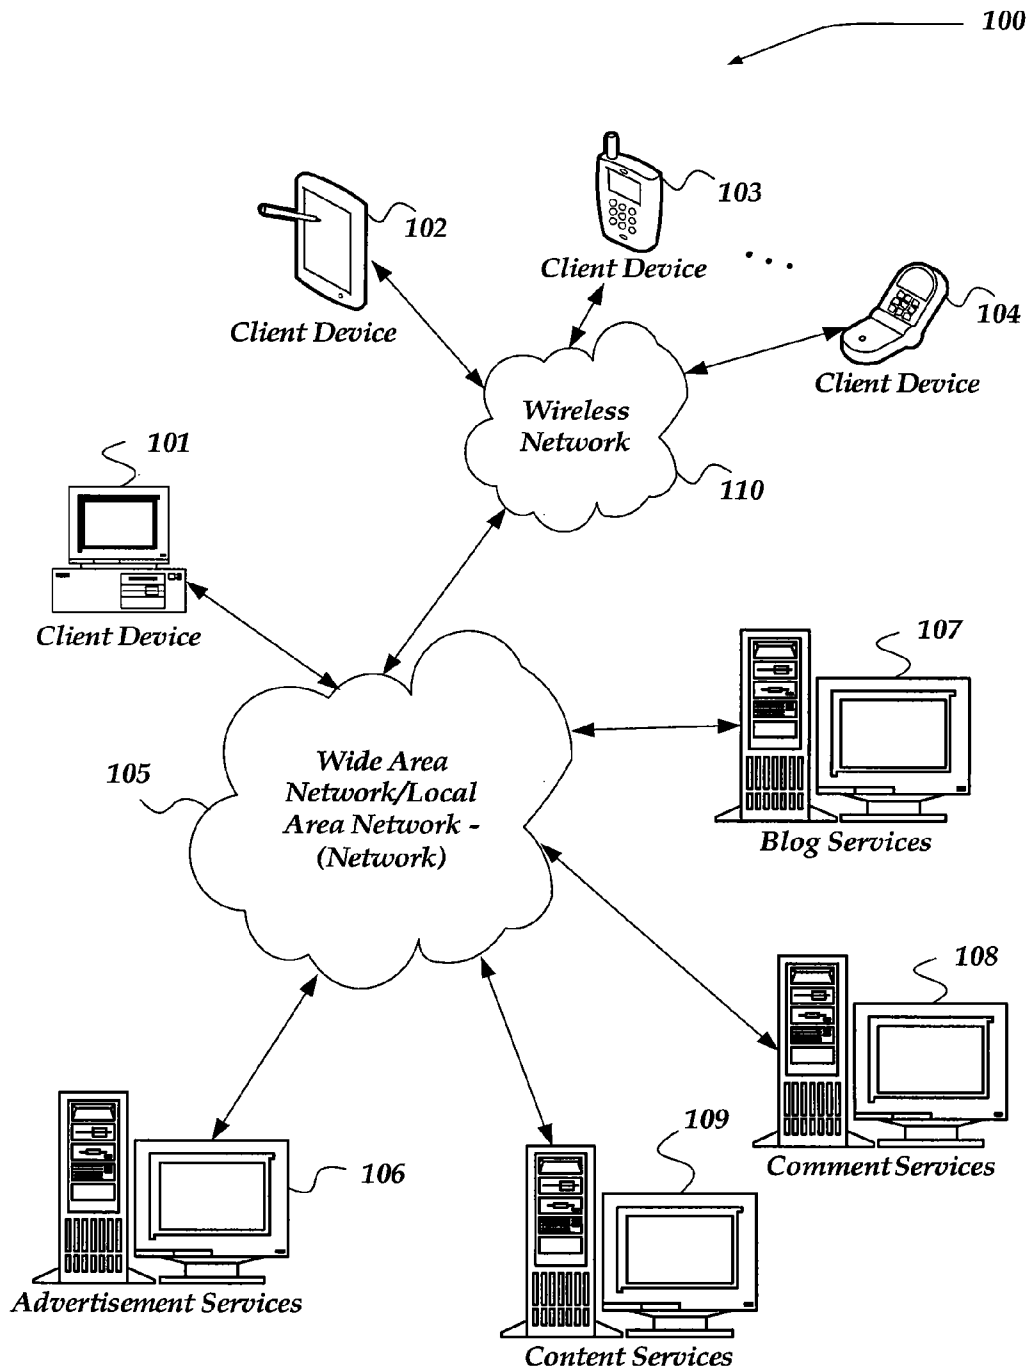 100
103
102
Client Device
104
Client Device
Client Device
Wireless
Network
101
110
Client Device
107
Wide Area
Network/Local
Area Network -
(Network)
105
Blog Services
108
109
Comment Services
106
Advertisement Services
Content Services